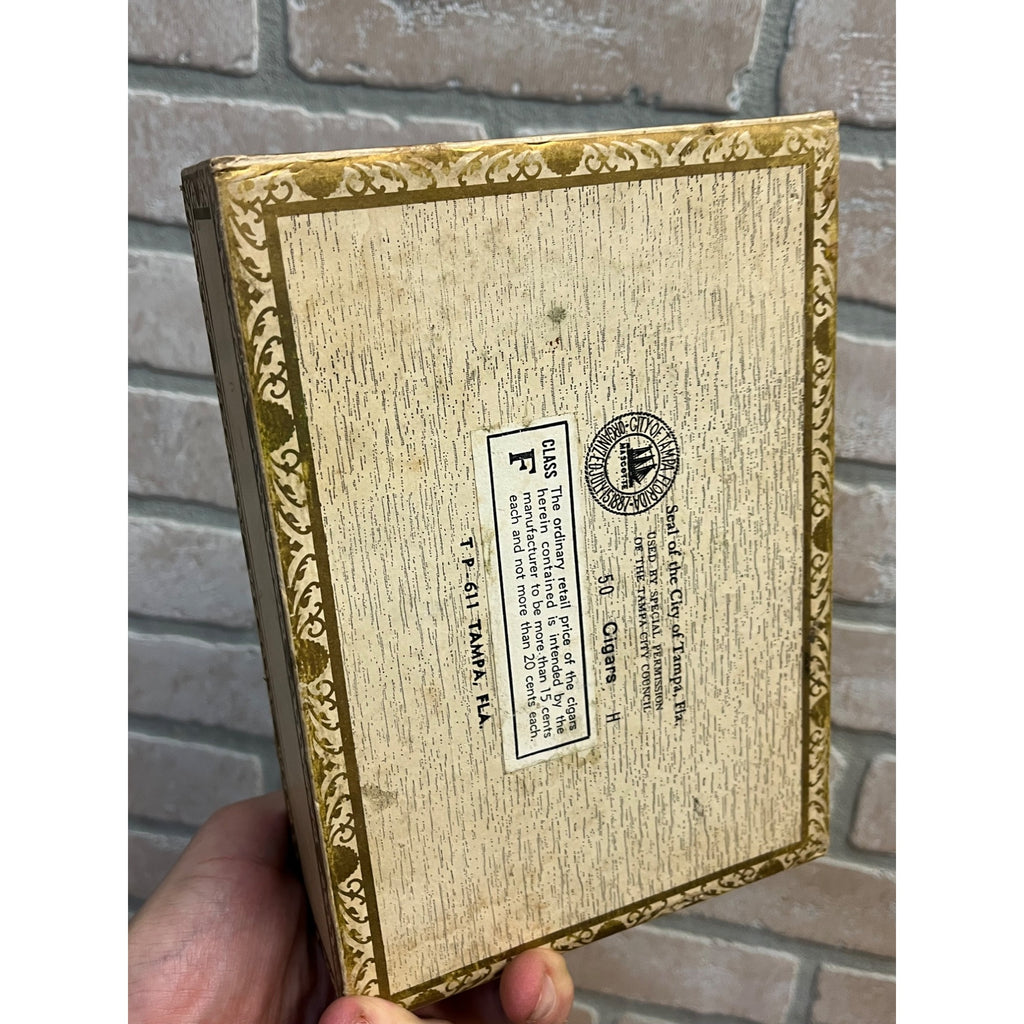 CITY OF TAMPA, FLORIDA
ORGANIZED JULY 15 1887
MASCOTTE
Seal of the City of Tampa, Fla.
USED BY SPECIAL PERMISSION
OF THE TAMPA CITY COUNCIL
50 Cigars H
CLASS F
The ordinary retail price of the cigars
herein contained is intended by the
manufacturer to be more than 15 cents
each and not more than 20 cents each.
T P-611 TAMPA, FLA.